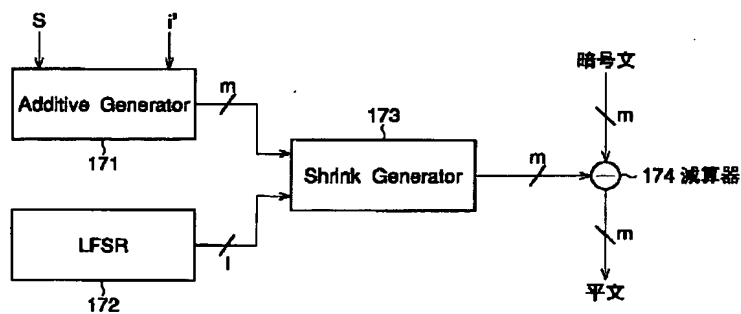 S
i'
Additive Generator
171
m
LFSR
172
l
173
Shrink Generator
m
暗号文
m
174 減算器
m
平文